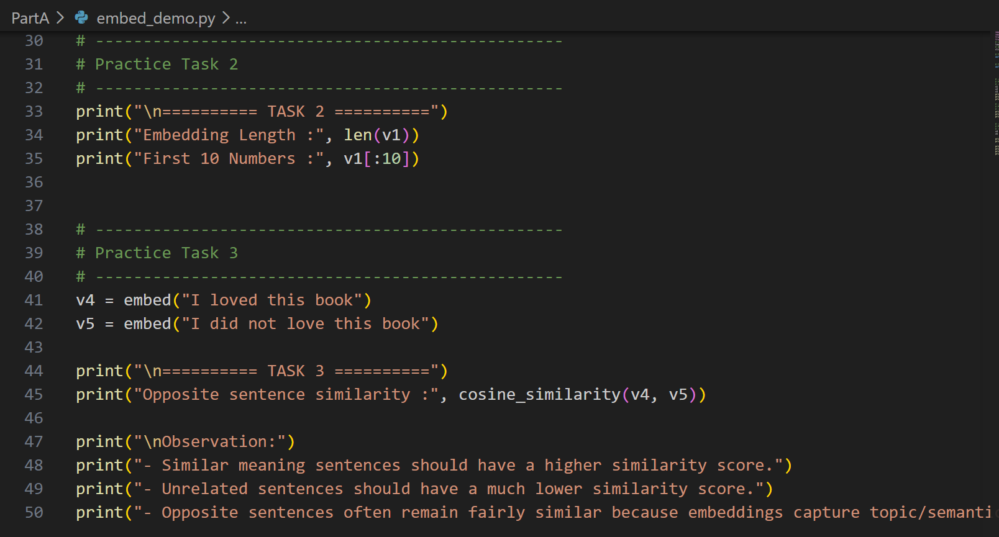 PartA > embed_demo.py > ...
30 # -------------------------------------------------
31 # Practice Task 2
32 # -------------------------------------------------
33 print("\n========== TASK 2 ==========")
34 print("Embedding Length :", len(v1))
35 print("First 10 Numbers :", v1[:10])
36
37
38 # -------------------------------------------------
39 # Practice Task 3
40 # -------------------------------------------------
41 v4 = embed("I loved this book")
42 v5 = embed("I did not love this book")
43
44 print("\n========== TASK 3 ==========")
45 print("Opposite sentence similarity :", cosine_similarity(v4, v5))
46
47 print("\nObservation:")
48 print("- Similar meaning sentences should have a higher similarity score.")
49 print("- Unrelated sentences should have a much lower similarity score.")
50 print("- Opposite sentences often remain fairly similar because embeddings capture topic/semanti